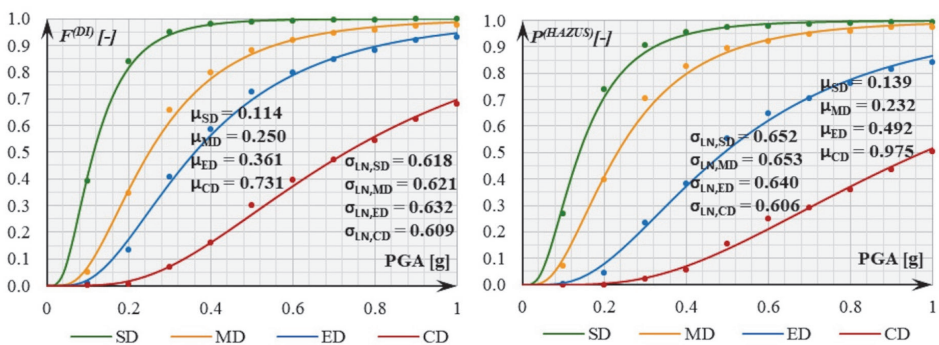 F(DI) [-]
1.0
0.9
0.8
0.7
0.6
0.5
0.4
0.3
0.2
0.1
0.0
μSD = 0.114
μMD = 0.250
μED = 0.361
μCD = 0.731
σLN,SD = 0.618
σLN,MD = 0.621
σLN,ED = 0.632
σLN,CD = 0.609
PGA [g]
0 0.2 0.4 0.6 0.8 1
SD MD ED CD
P(HAZUS)[-]
1.0
0.9
0.8
0.7
0.6
0.5
0.4
0.3
0.2
0.1
0.0
μSD = 0.139
μMD = 0.232
μED = 0.492
μCD = 0.975
σLN,SD = 0.652
σLN,MD = 0.653
σLN,ED = 0.640
σLN,CD = 0.606
PGA [g]
0 0.2 0.4 0.6 0.8 1
SD MD ED CD